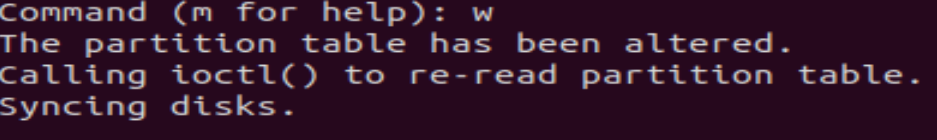 Command (m for help): w
The partition table has been altered.
Calling ioctl() to re-read partition table.
Syncing disks.